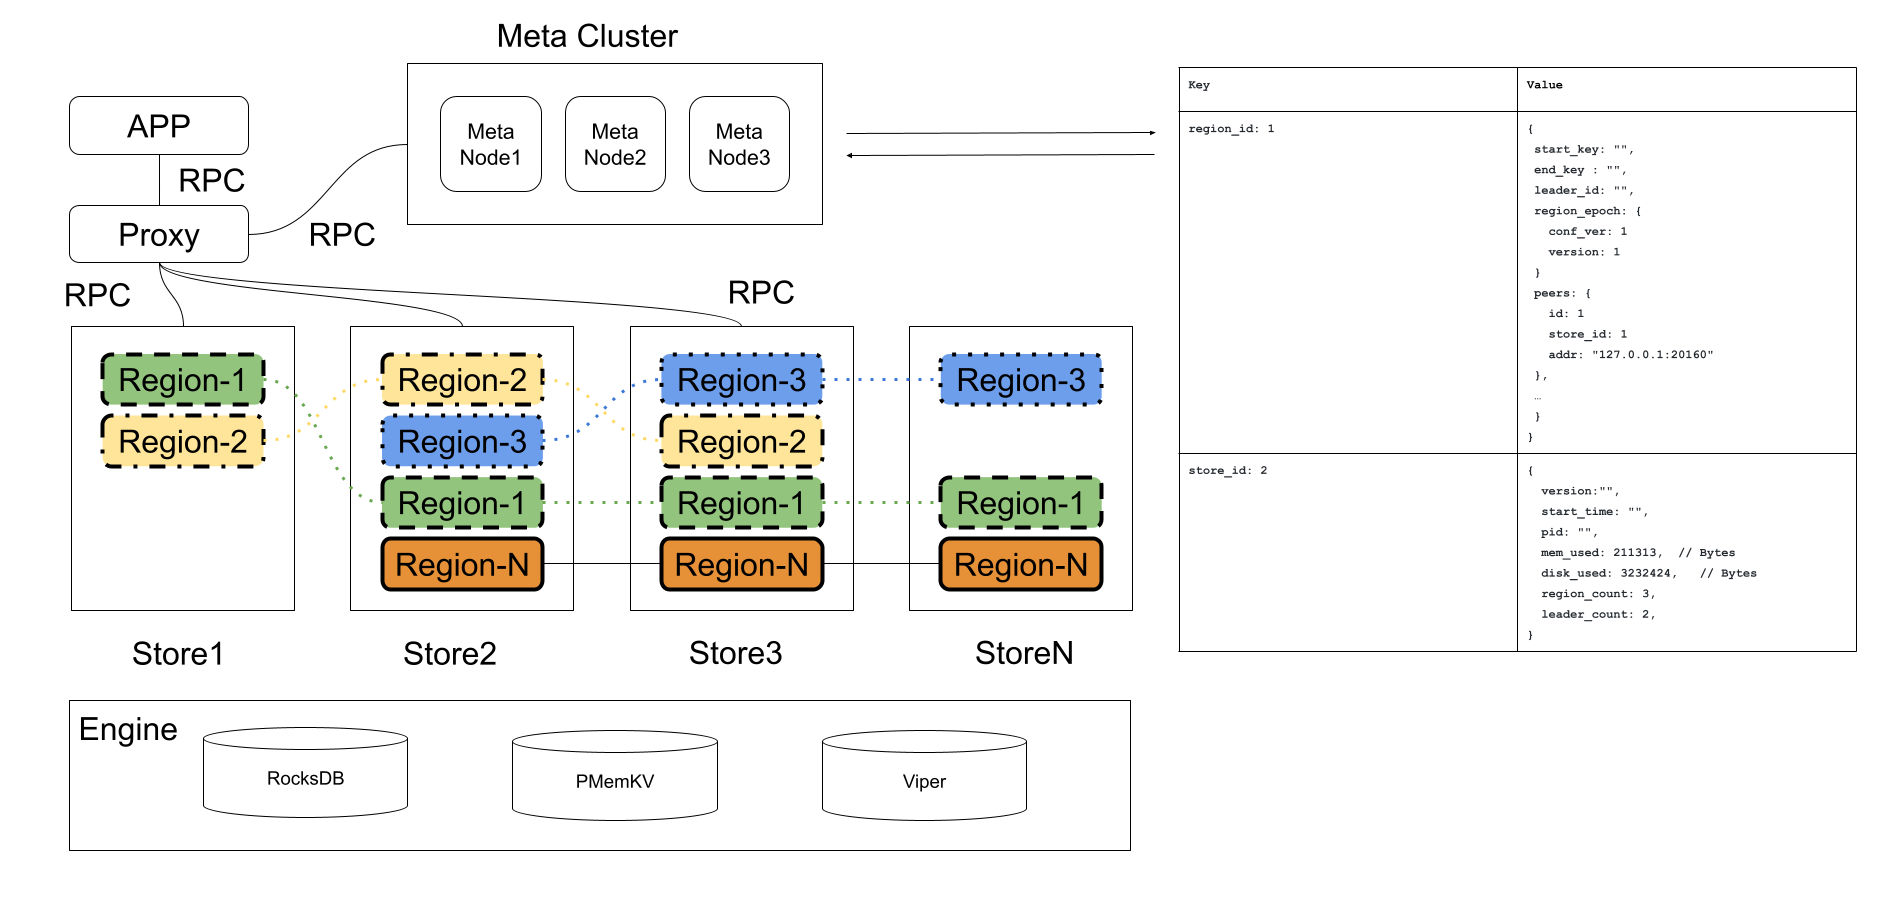 Meta Cluster
APP
RPC
Proxy
RPC
Meta
Node1
Meta
Node2
Meta
Node3
RPC
RPC
Region-1
Region-2
Store1
Region-2
Region-3
Region-1
Region-N
Store2
Region-3
Region-2
Region-1
Region-N
Store3
Region-3
Region-1
Region-N
StoreN
Engine
RocksDB
PMemKV
Viper
Key
Value
region_id: 1
{
start_key: "",
end_key : "",
leader_id: "",
region_epoch: {
conf_ver: 1
version: 1
}
peers: {
id: 1
store_id: 1
addr: "127.0.0.1:20160"
},
…
}
}
store_id: 2
{
version:"",
start_time: "",
pid: "",
mem_used: 211313,  // Bytes
disk_used: 3232424,   // Bytes
region_count: 3,
leader_count: 2,
}